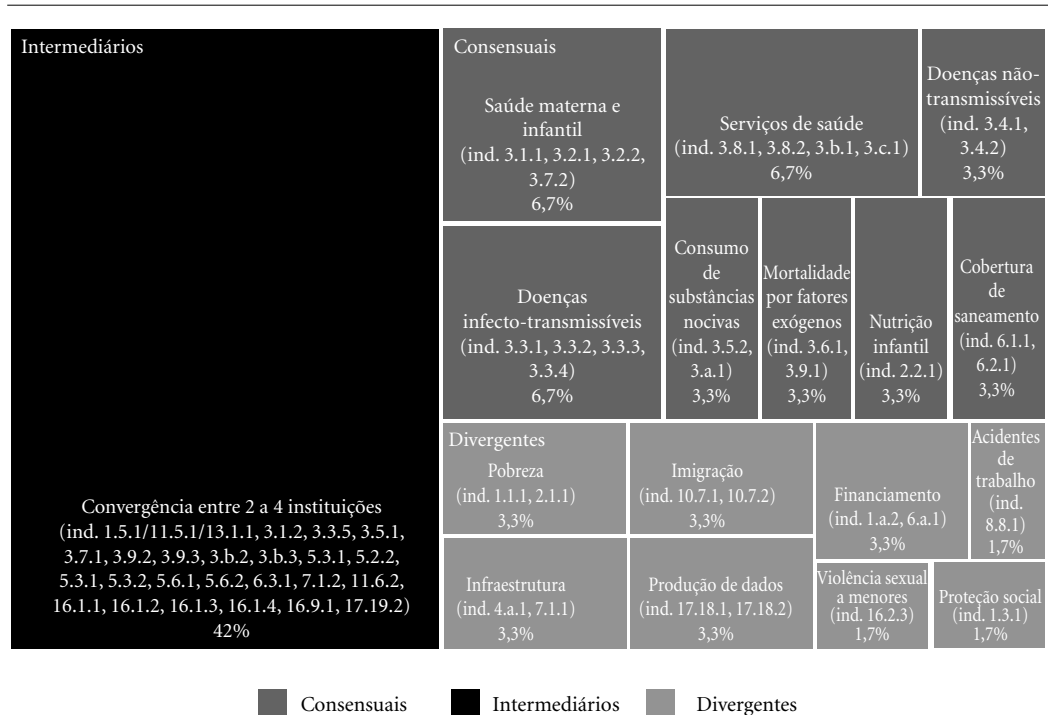 Intermediários
Convergência entre 2 a 4 instituições
(ind. 1.5.1/11.5.1/13.1.1, 3.1.2, 3.3.5, 3.5.1,
3.7.1, 3.9.2, 3.9.3, 3.b.2, 3.b.3, 5.3.1, 5.2.2,
5.3.1, 5.3.2, 5.6.1, 5.6.2, 6.3.1, 7.1.2, 11.6.2,
16.1.1, 16.1.2, 16.1.3, 16.1.4, 16.9.1, 17.19.2)
42%
Consensuais
Saúde materna e
infantil
(ind. 3.1.1, 3.2.1, 3.2.2,
3.7.2)
6,7%
Serviços de saúde
(ind. 3.8.1, 3.8.2, 3.b.1, 3.c.1)
6,7%
Doenças não-
transmissíveis
(ind. 3.4.1,
3.4.2)
3,3%
Doenças
infecto-transmissíveis
(ind. 3.3.1, 3.3.2, 3.3.3,
3.3.4)
6,7%
Consumo
de
substâncias
nocivas
(ind. 3.5.2,
3.a.1)
3,3%
Mortalidade
por fatores
exógenos
(ind. 3.6.1,
3.9.1)
3,3%
Nutrição
infantil
(ind. 2.2.1)
3,3%
Cobertura
de
saneamento
(ind. 6.1.1,
6.2.1)
3,3%
Divergentes
Pobreza
(ind. 1.1.1, 2.1.1)
3,3%
Imigração
(ind. 10.7.1, 10.7.2)
3,3%
Financiamento
(ind. 1.a.2, 6.a.1)
3,3%
Acidentes
de
trabalho
(ind.
8.8.1)
1,7%
Infraestrutura
(ind. 4.a.1, 7.1.1)
3,3%
Produção de dados
(ind. 17.18.1, 17.18.2)
3,3%
Violência sexual
a menores
(ind. 16.2.3)
1,7%
Proteção social
(ind. 1.3.1)
1,7%
Consensuais
Intermediários
Divergentes